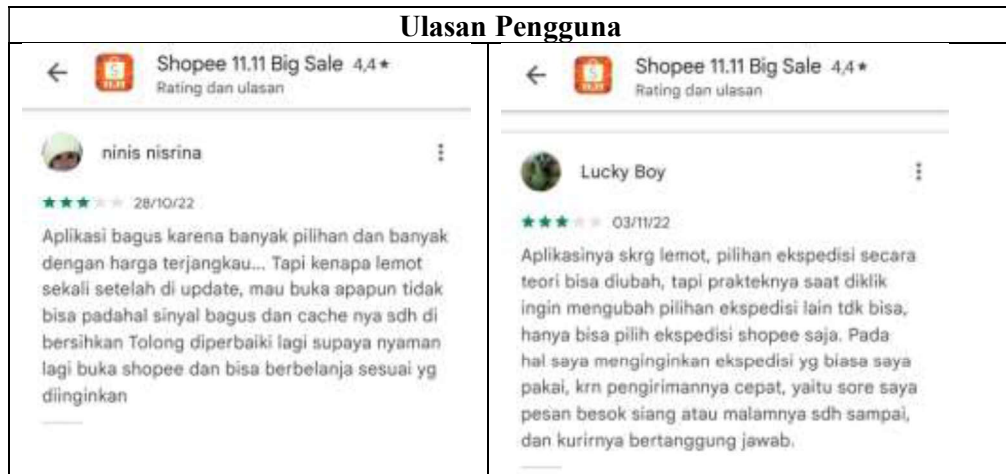 Ulasan Pengguna
Shopee 11.11 Big Sale 4,4★
Rating dan ulasan
ninis nisrina
28/10/22
Aplikasi bagus karena banyak pilihan dan banyak
dengan harga terjangkau... Tapi kenapa lemot
sekali setelah di update, mau buka apapun tidak
bisa padahal sinyal bagus dan cache nya sdh di
bersihkan Tolong diperbaiki lagi supaya nyaman
lagi buka shopee dan bisa berbelanja sesuai yg
diinginkan
Shopee 11.11 Big Sale 4,4★
Rating dan ulasan
Lucky Boy
03/11/22
Aplikasinya skrg lemot, pilihan ekspedisi secara
teori bisa diubah, tapi prakteknya saat diklik
ingin mengubah pilihan ekspedisi lain tdk bisa,
hanya bisa pilih ekspedisi shopee saja. Pada
hal saya menginginkan ekspedisi yg biasa saya
pakai, krn pengirimannya cepat, yaitu sore saya
pesan besok siang atau malamnya sdh sampai,
dan kurirnya bertanggung jawab.